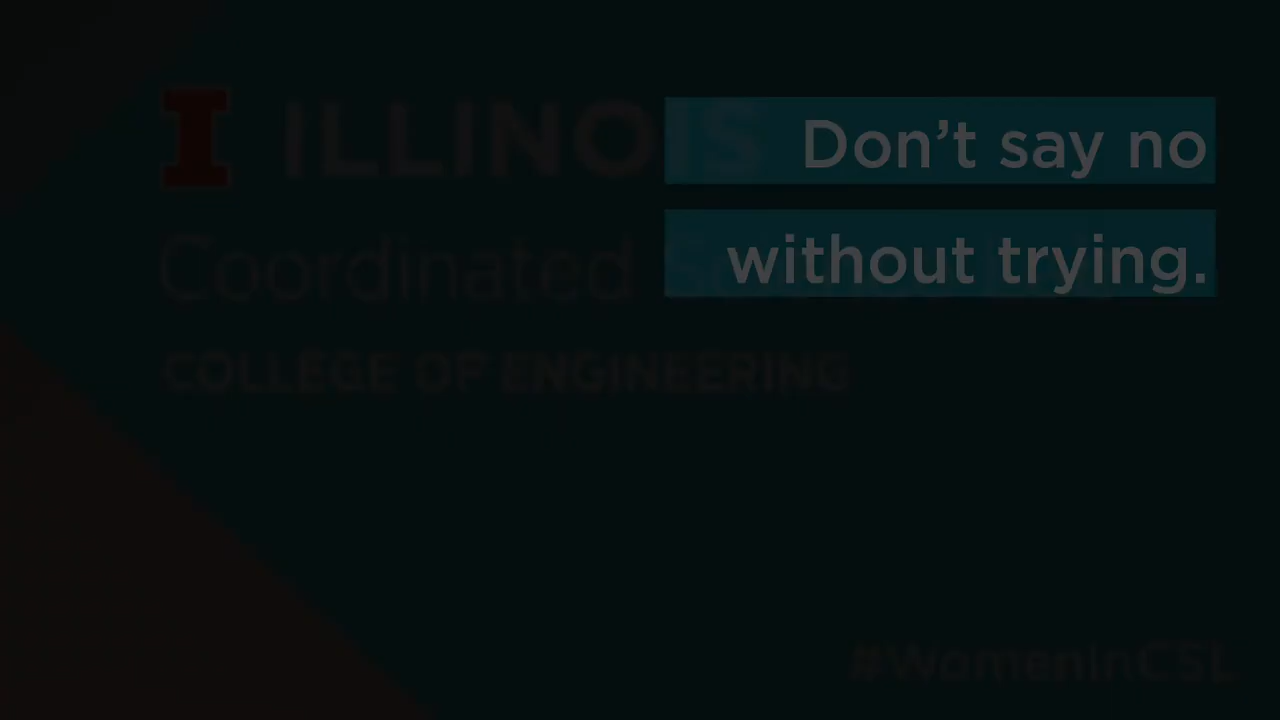 I ILLINOIS
Don't say no
without trying.
Coordinated
COLLEGE OF ENGINEERING
#WomenInCSL